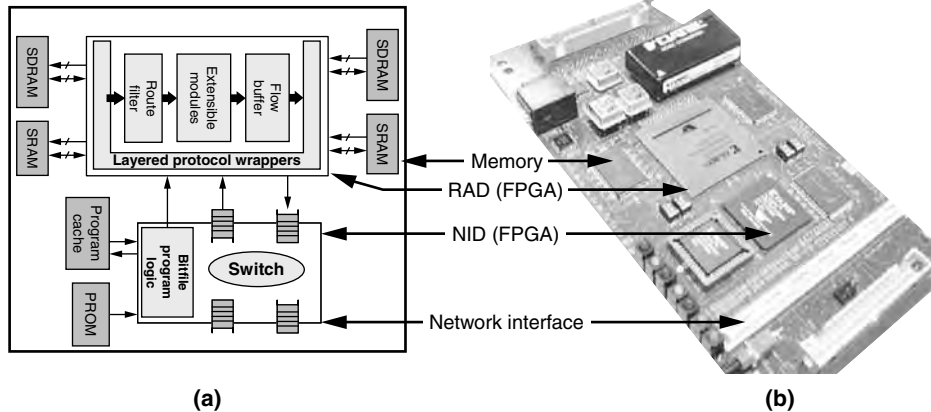 SDRAM
SRAM
Route
filter
Extensible
modules
Flow
buffer
Layered protocol wrappers
SDRAM
SRAM
Program
cache
PROM
Bitfile
program
logic
Switch
Memory
RAD (FPGA)
NID (FPGA)
Network interface
(a)
(b)